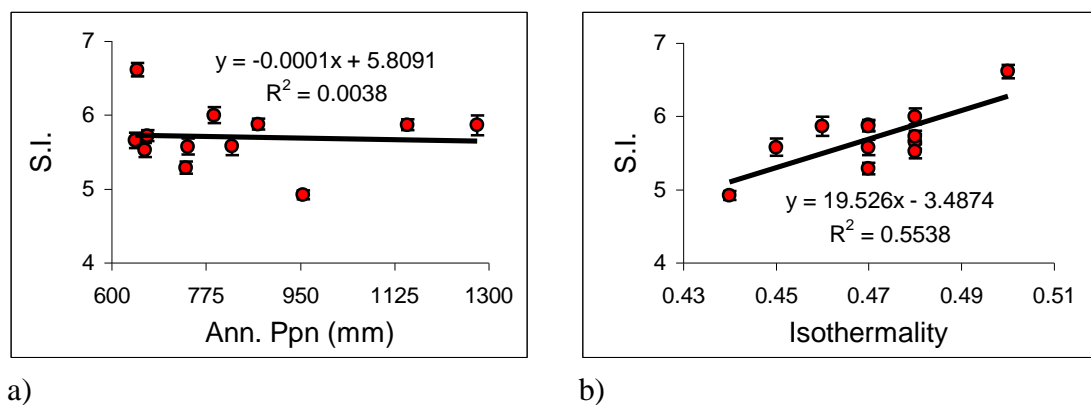 7
6
5
4
S.I.
y = -0.0001x + 5.8091
R² = 0.0038
600 775 950 1125 1300
Ann. Ppn (mm)
a)
7
6
5
4
S.I.
y = 19.526x - 3.4874
R² = 0.5538
0.43 0.45 0.47 0.49 0.51
Isothermality
b)